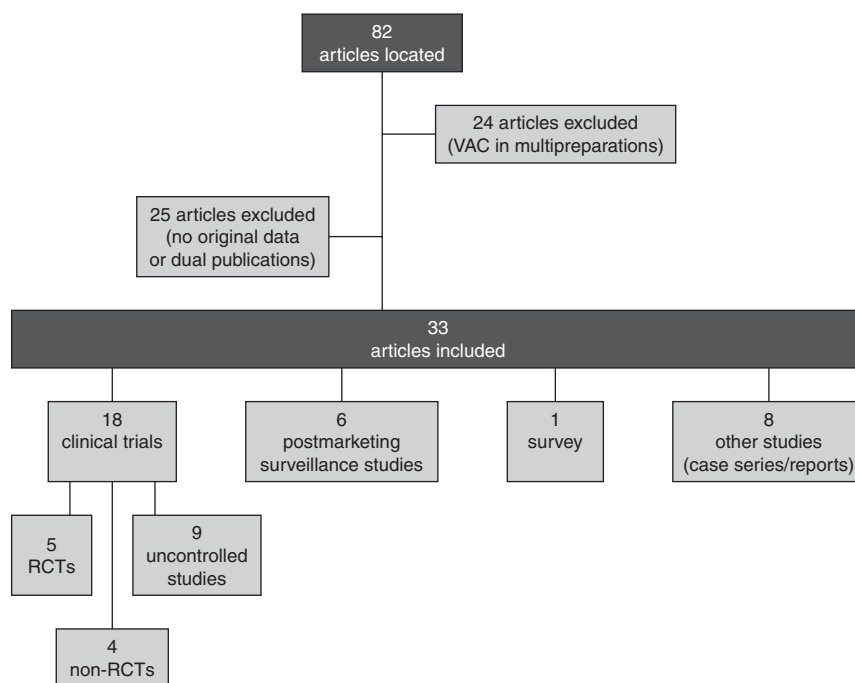 82
articles located
24 articles excluded
(VAC in multipreparations)
25 articles excluded
(no original data
or dual publications)
33
articles included
18
clinical trials
6
postmarketing
surveillance studies
1
survey
8
other studies
(case series/reports)
5
RCTs
9
uncontrolled
studies
4
non-RCTs